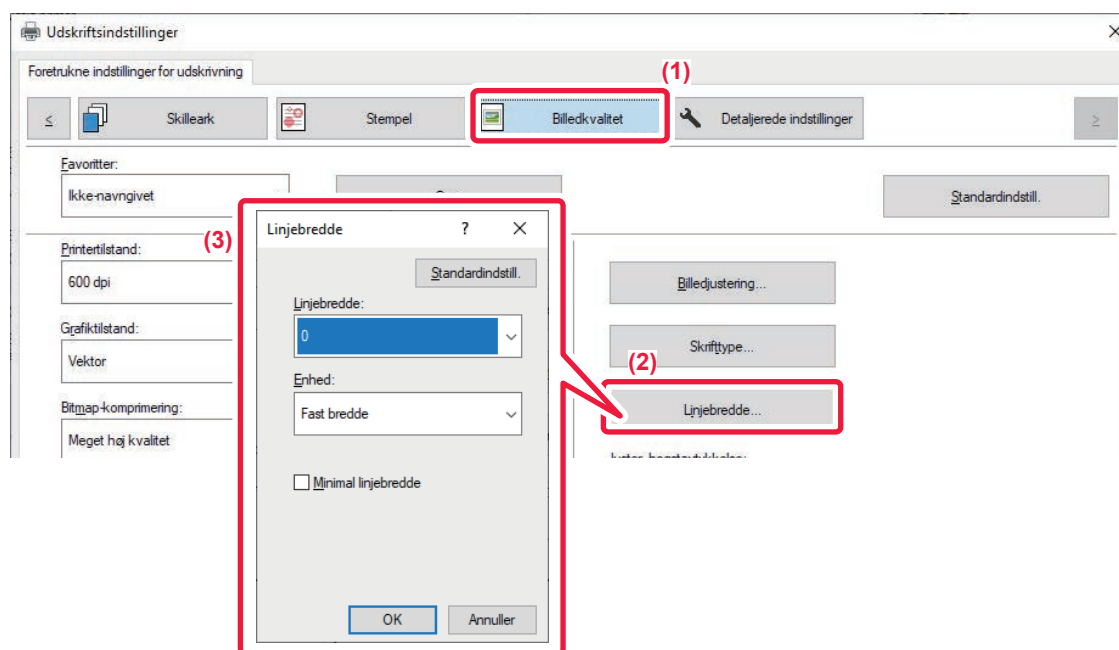 Udskriftsindstillinger
Foretrukne indstillinger for udskrivning
(1)
< Skilleark Stempel Billedkvalitet Detaljerede indstillinger >
Favoritter:
Ikke-navngivet
Standardindstill.
(3)
Linjebredde ? ×
Standardindstill.
Linjebredde:
0
Enhed:
Fast bredde
Minimal linjebredde
OK Annuller
Printertilstand:
600 dpi
Grafiktilstand:
Vektor
Bitmap-komprimering:
Meget høj kvalitet
Billedjustering...
Skrifttype...
(2)
Linjebredde...